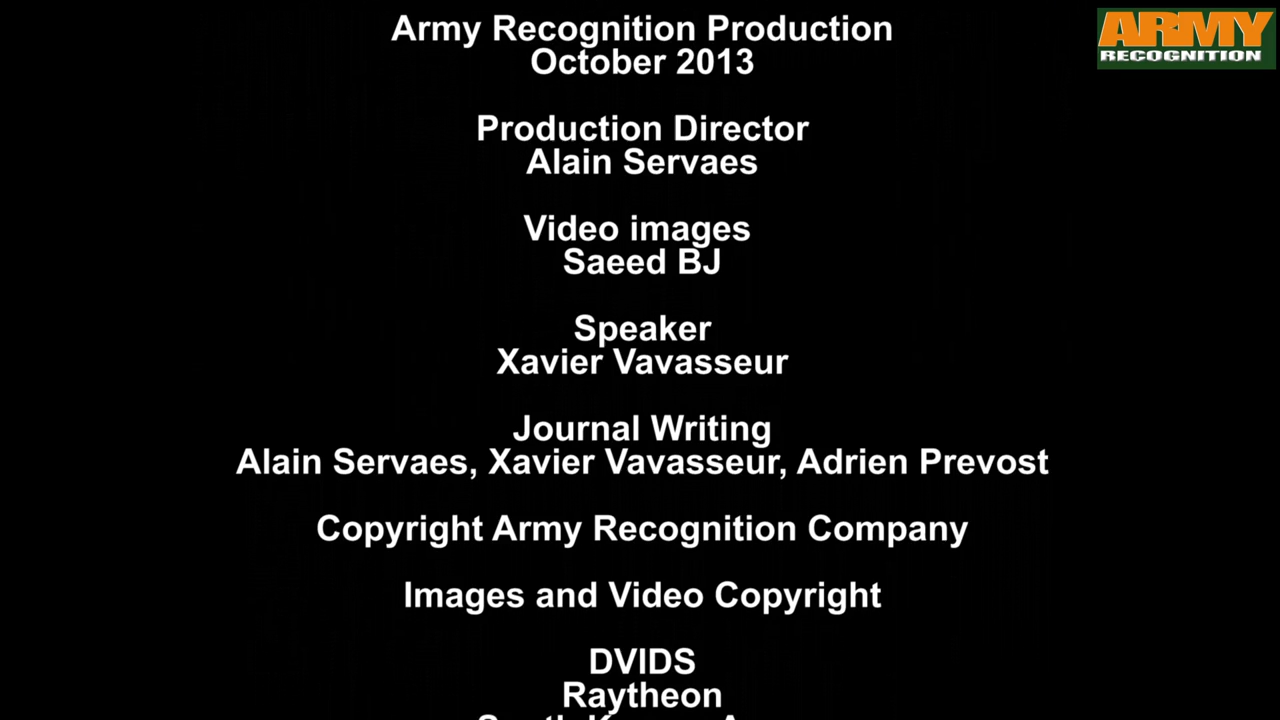 Army Recognition Production
October 2013
ARMY
RECOGNITION
Production Director
Alain Servaes
Video images
Saeed BJ
Speaker
Xavier Vavasseur
Journal Writing
Alain Servaes, Xavier Vavasseur, Adrien Prevost
Copyright Army Recognition Company
Images and Video Copyright
DVIDS
Raytheon